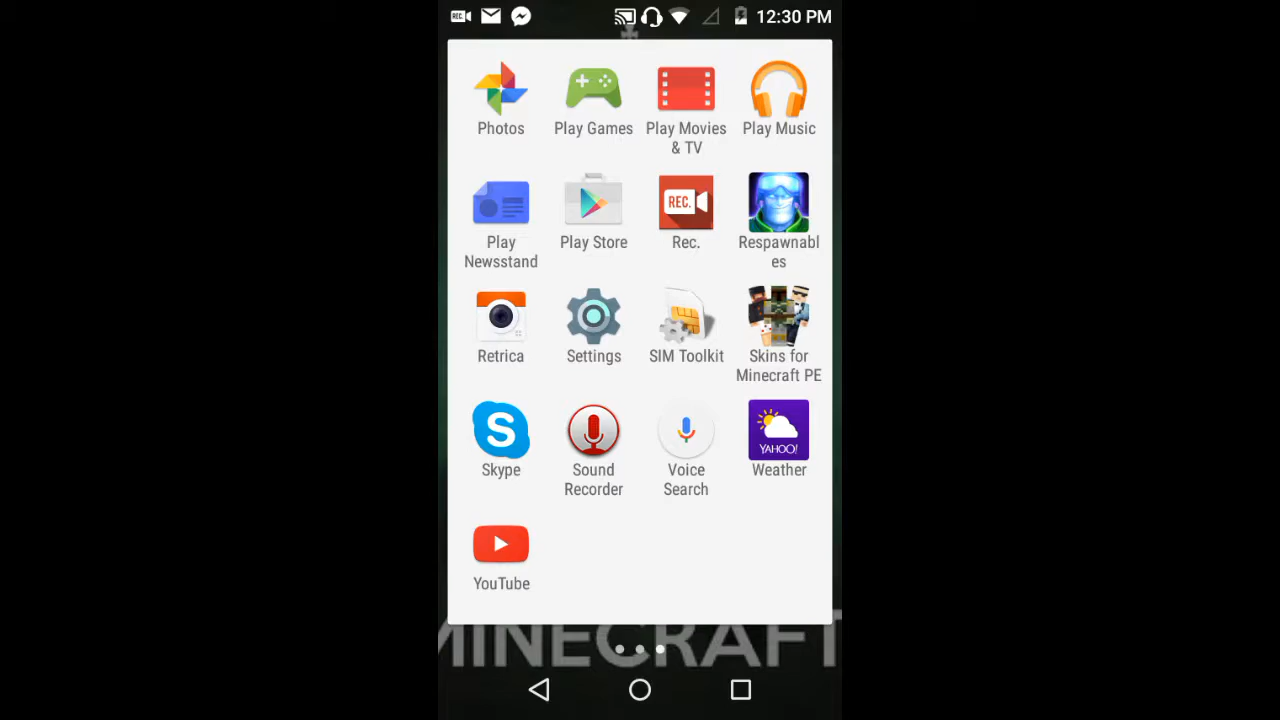 REC.
12:30 PM
Photos
Play Games
Play Movies
& TV
Play Music
REC.
Play
Newsstand
Play Store
Rec.
Respawnabl
es
Retrica
Settings
SIM Toolkit
Skins for
Minecraft PE
S
YAHOO!
Skype
Sound
Recorder
Voice
Search
Weather
YouTube
MINECRAFT